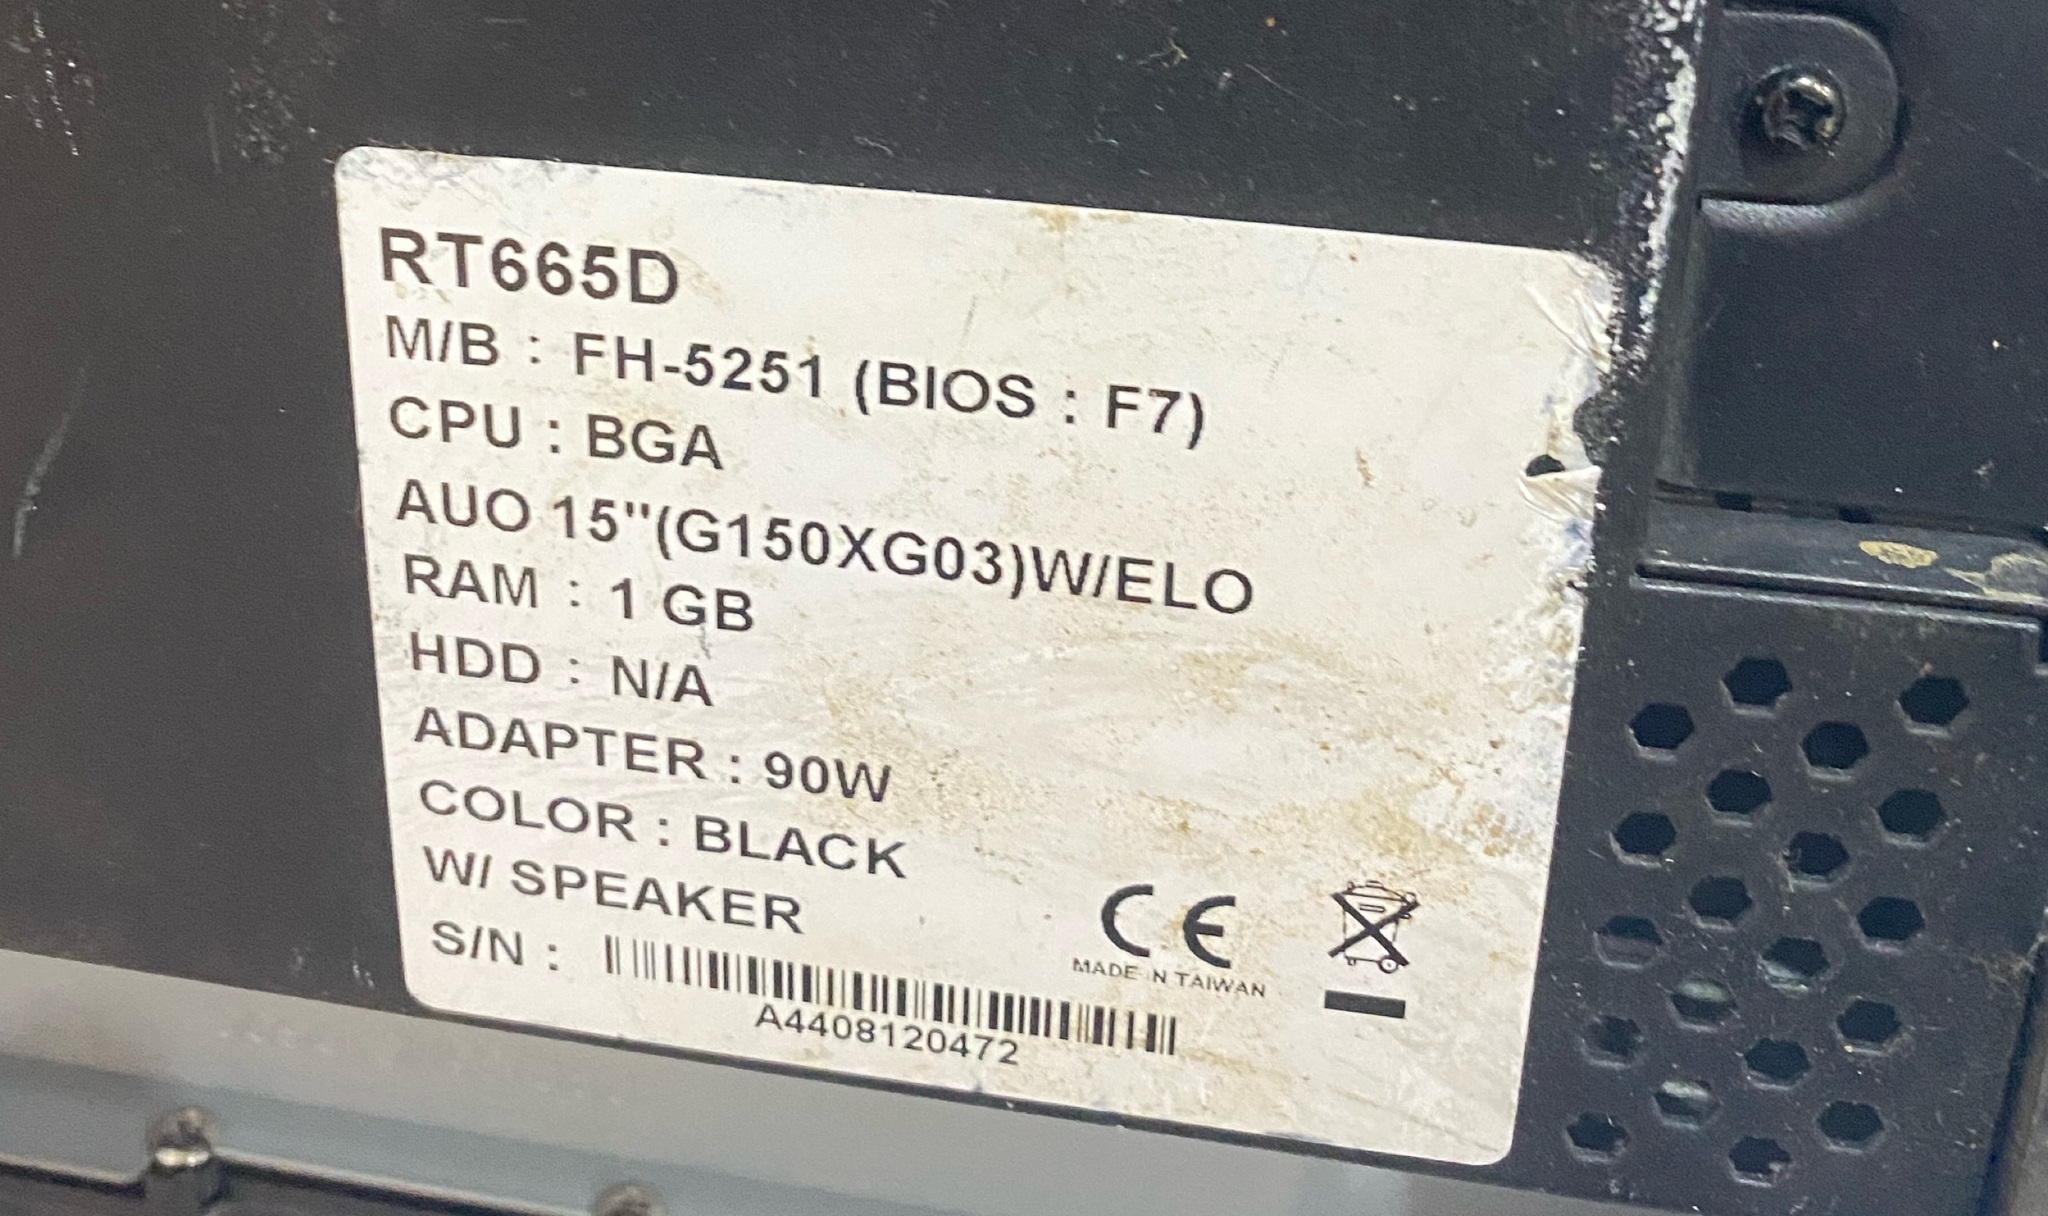 RT665D
M/B : FH-5251 (BIOS : F7)
CPU : BGA
AUO 15"(G150XG03)W/ELO
RAM : 1 GB
HDD : N/A
ADAPTER : 90W
COLOR : BLACK
W/ SPEAKER
CE
MADE IN TAIWAN
S/N :
A4408120472